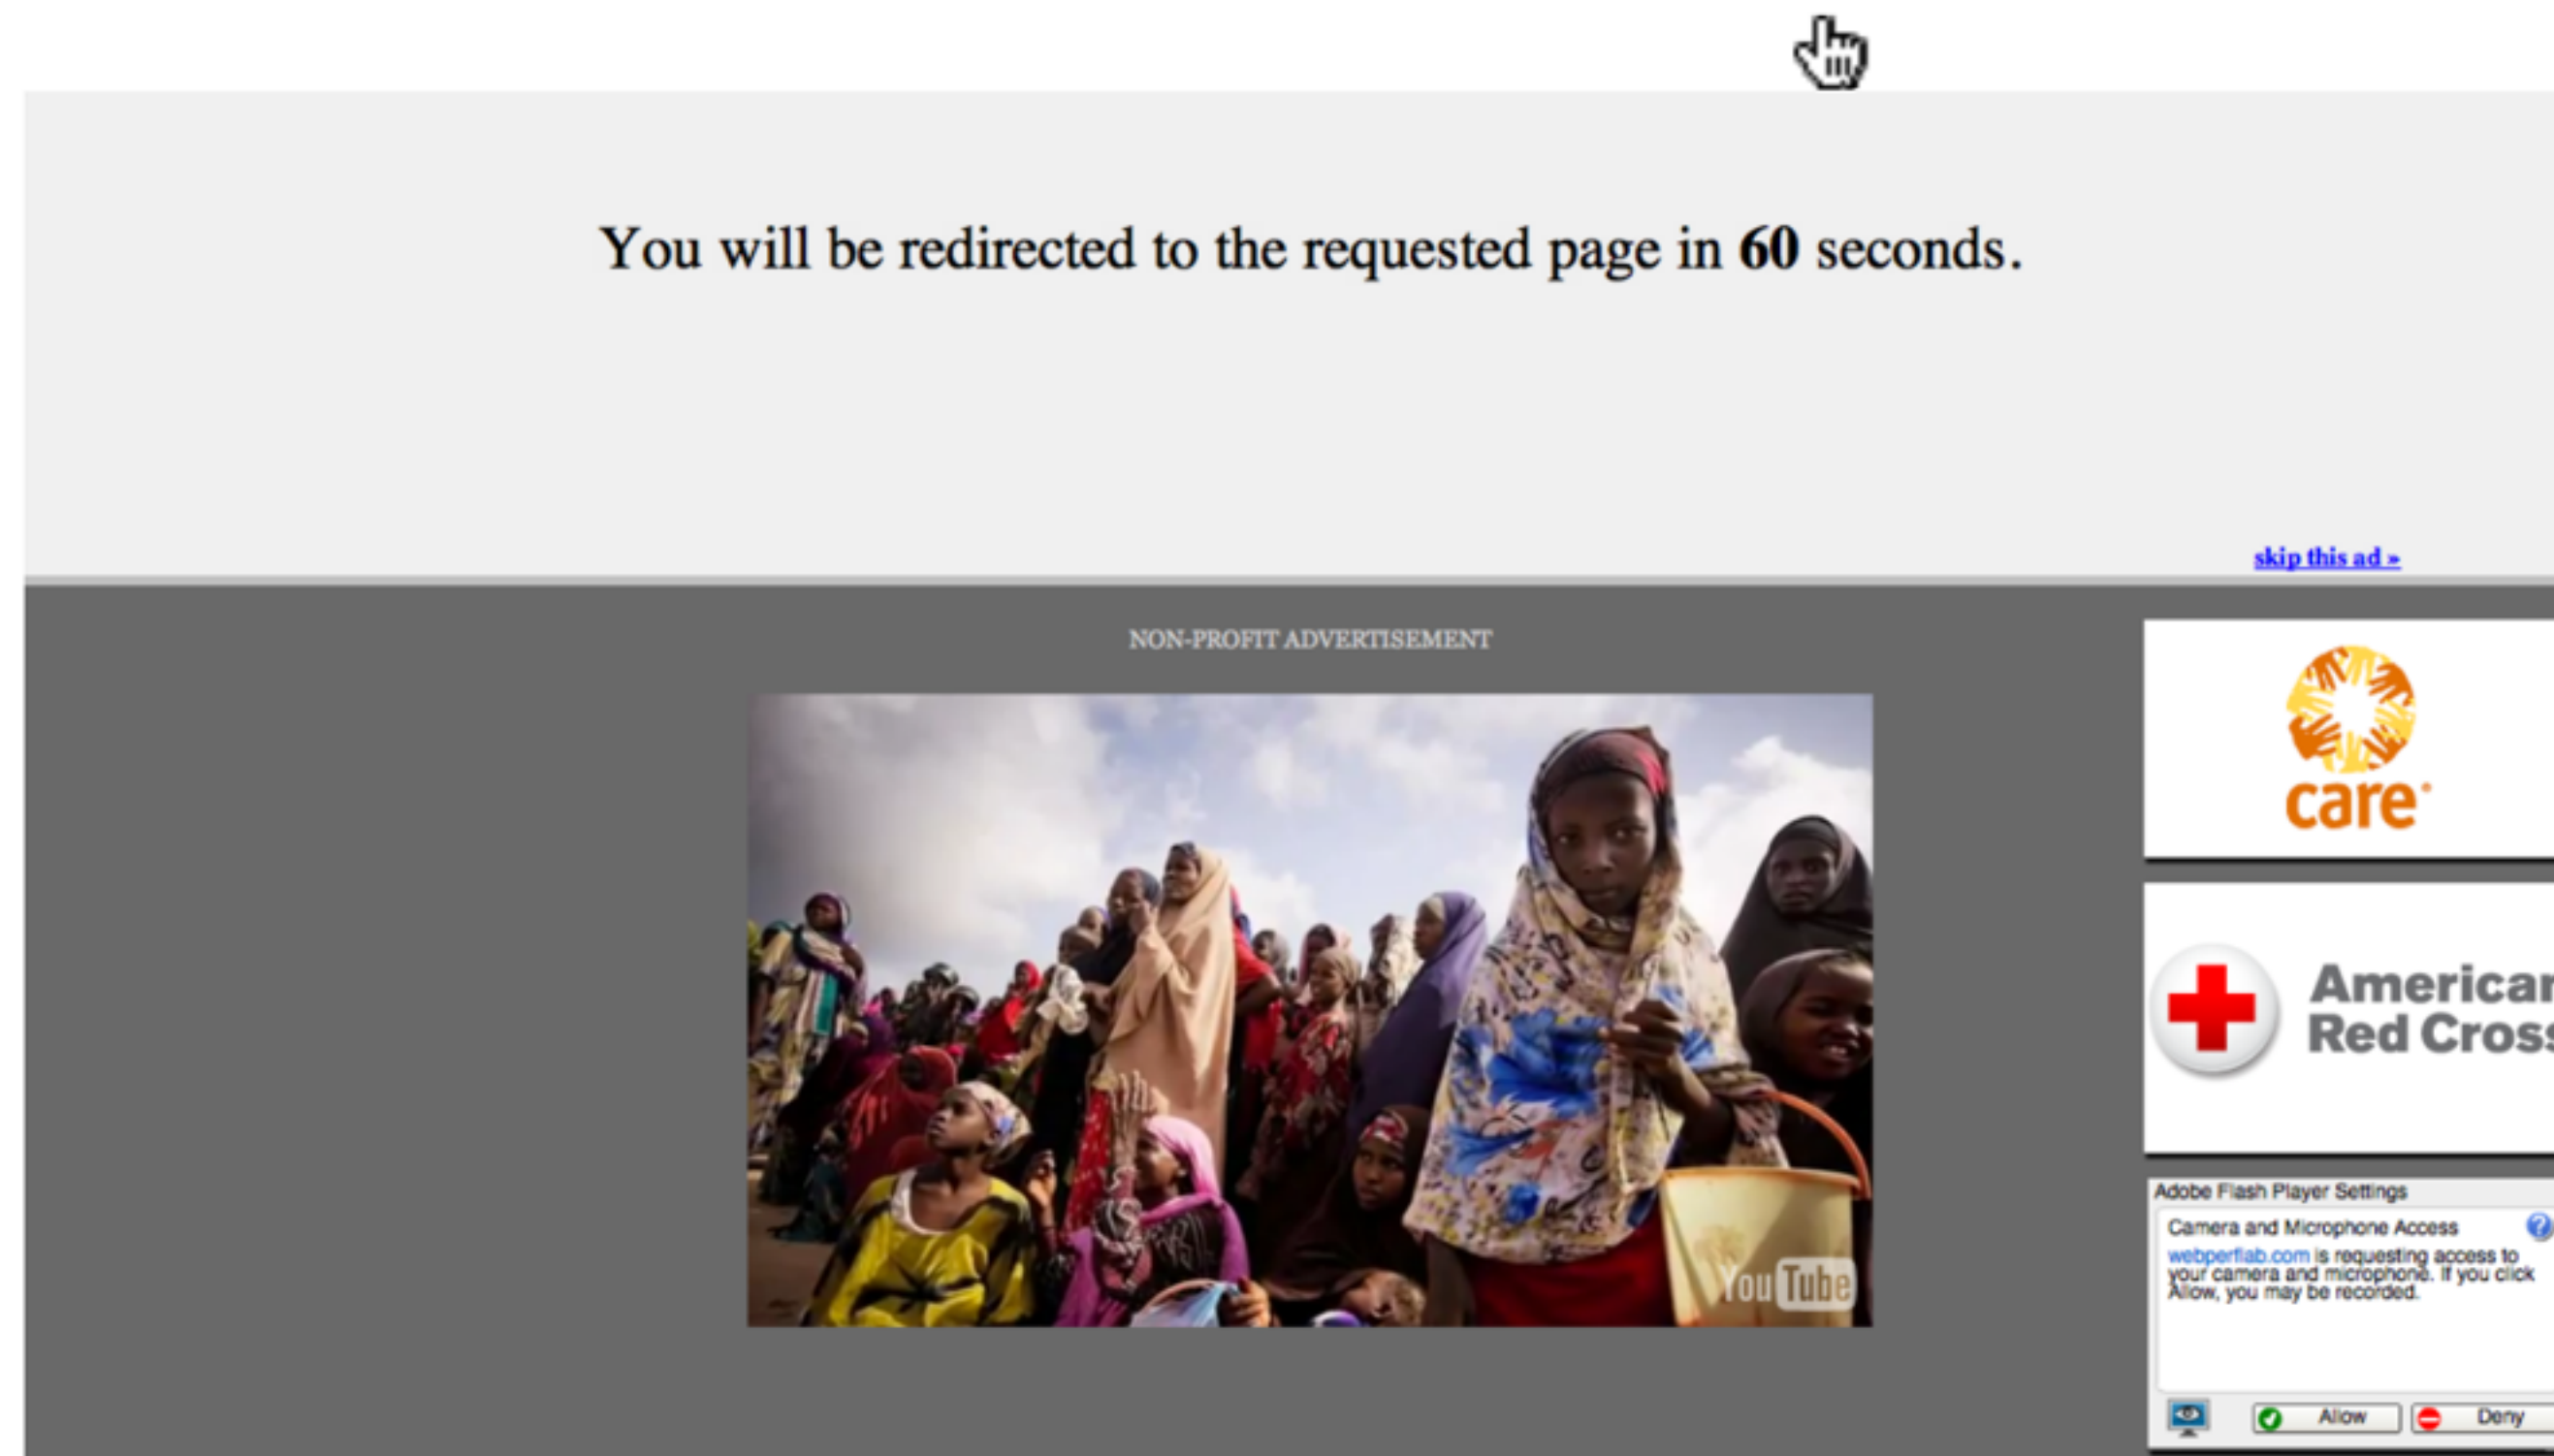 You will be redirected to the requested page in 60 seconds.
skip this ad »
NON-PROFIT ADVERTISEMENT
care
American
Red Cross
YouTube
Adobe Flash Player Settings
Camera and Microphone Access
webperflab.com is requesting access to
your camera and microphone. If you click
Allow, you may be recorded.
Allow
Deny